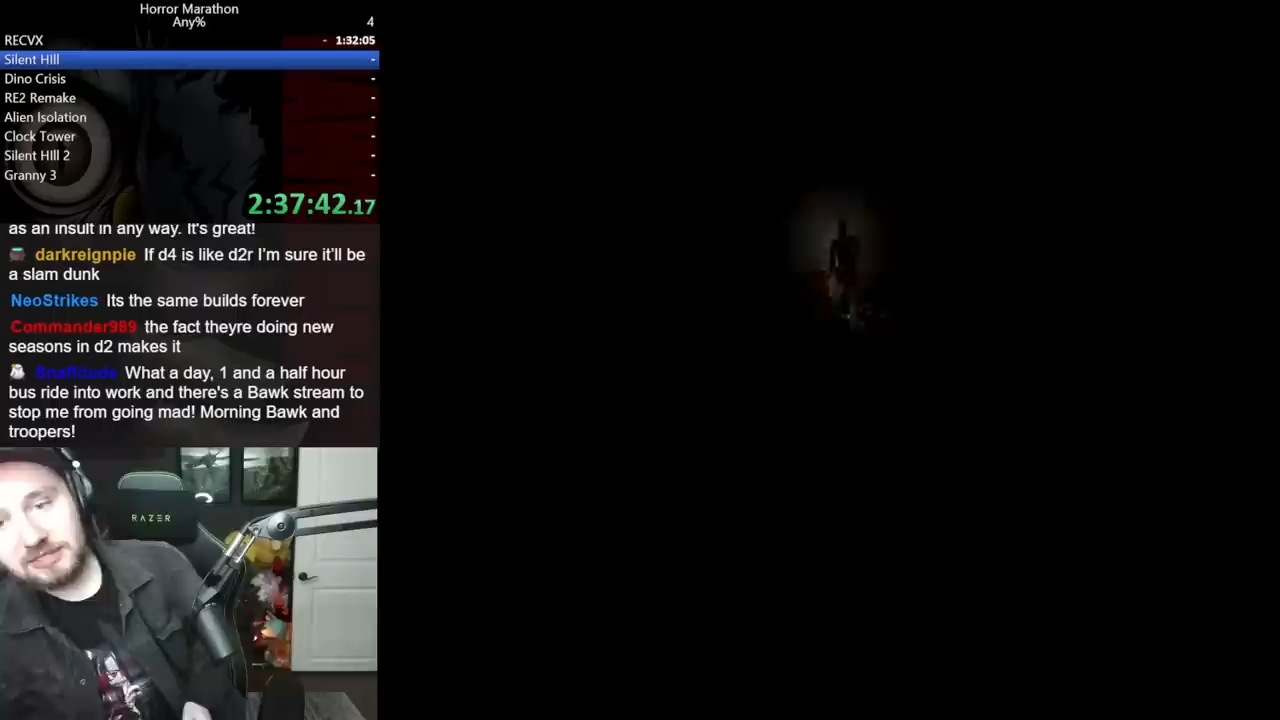 Horror Marathon
Any%
4
RECVX - 1:32:05
Silent HIll -
Dino Crisis -
RE2 Remake -
Alien Isolation -
Clock Tower -
Silent HIll 2 -
Granny 3 -
2:37:42.17
as an insult in any way. It's great!
darkreignpie If d4 is like d2r I’m sure it’ll be
a slam dunk
NeoStrikes Its the same builds forever
Commander989 the fact theyre doing new
seasons in d2 makes it
Snaffdude What a day, 1 and a half hour
bus ride into work and there's a Bawk stream to
stop me from going mad! Morning Bawk and
troopers!
RAZER